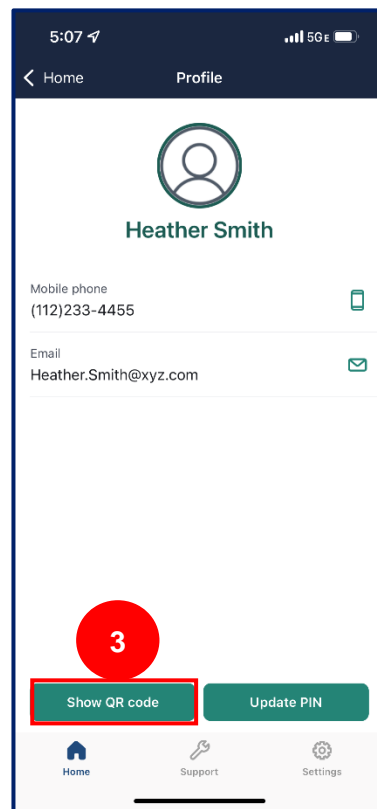 5:07 5GE
Home Profile
Heather Smith
Mobile phone
(112)233-4455
Email
Heather.Smith@xyz.com
3
Show QR code Update PIN
Home Support Settings